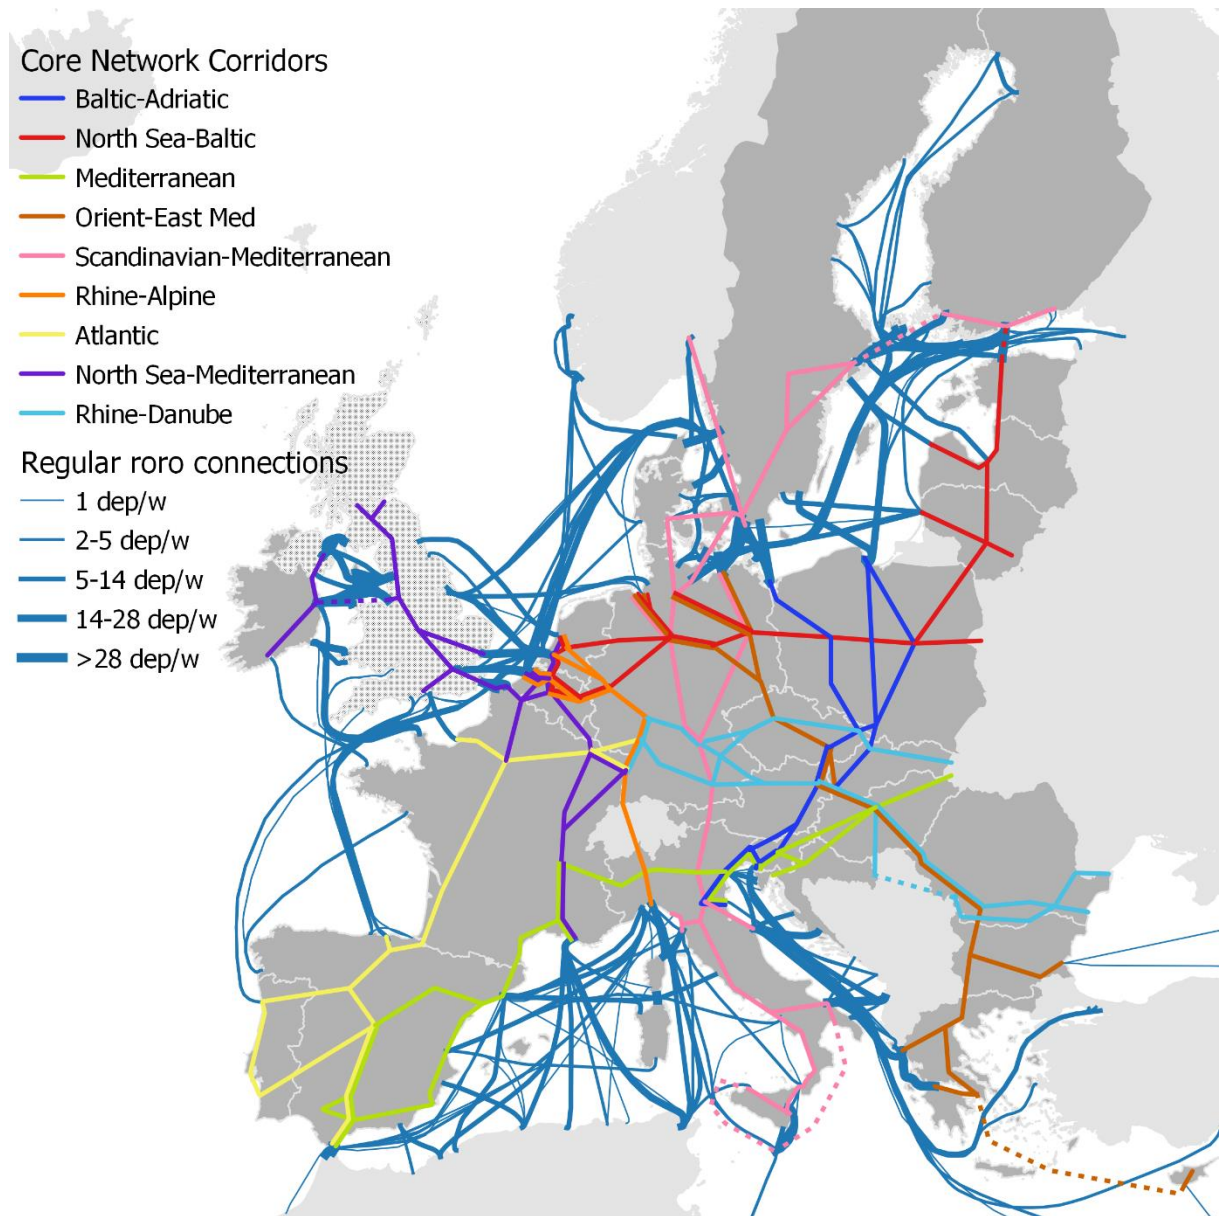 Core Network Corridors
Baltic-Adriatic
North Sea-Baltic
Mediterranean
Orient-East Med
Scandinavian-Mediterranean
Rhine-Alpine
Atlantic
North Sea-Mediterranean
Rhine-Danube
Regular roro connections
1 dep/w
2-5 dep/w
5-14 dep/w
14-28 dep/w
>28 dep/w